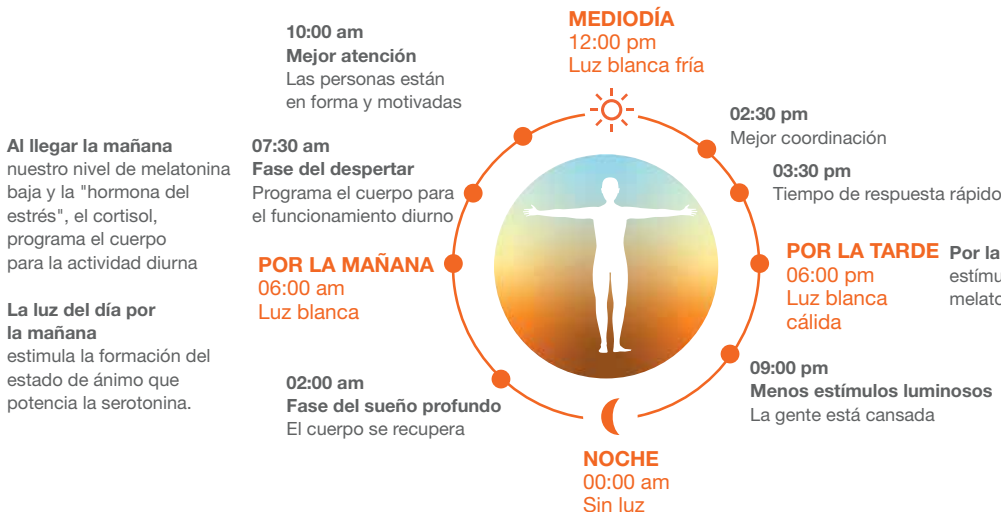 MEDIODÍA
12:00 pm
Luz blanca fría
10:00 am
Mejor atención
Las personas están
en forma y motivadas
02:30 pm
Mejor coordinación
Al llegar la mañana
nuestro nivel de melatonina
baja y la "hormona del
estrés", el cortisol,
programa el cuerpo
para la actividad diurna
07:30 am
Fase del despertar
Programa el cuerpo para
el funcionamiento diurno
03:30 pm
Tiempo de respuesta rápido
POR LA MAÑANA
06:00 am
Luz blanca
POR LA TARDE
06:00 pm
Luz blanca
cálida
Por la
La luz del día por
la mañana
estimula la formación del
estado de ánimo que
potencia la serotonina.
02:00 am
Fase del sueño profundo
El cuerpo se recupera
09:00 pm
Menos estímulos luminosos
La gente está cansada
NOCHE
00:00 am
Sin luz